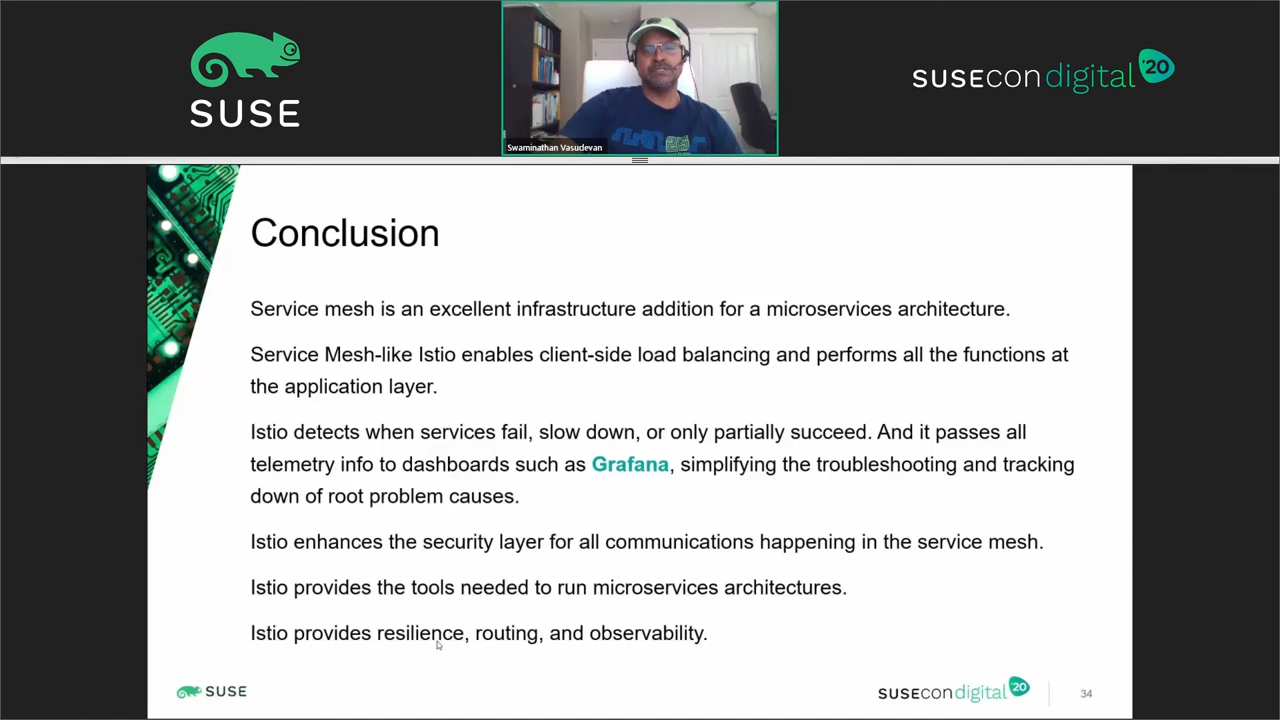 SUSE
SUSECON digital '20
Swaminathan Vasudevan
Conclusion
Service mesh is an excellent infrastructure addition for a microservices architecture.
Service Mesh-like Istio enables client-side load balancing and performs all the functions at
the application layer.
Istio detects when services fail, slow down, or only partially succeed. And it passes all
telemetry info to dashboards such as Grafana, simplifying the troubleshooting and tracking
down of root problem causes.
Istio enhances the security layer for all communications happening in the service mesh.
Istio provides the tools needed to run microservices architectures.
Istio provides resilience, routing, and observability.
SUSE
SUSECON digital '20
34